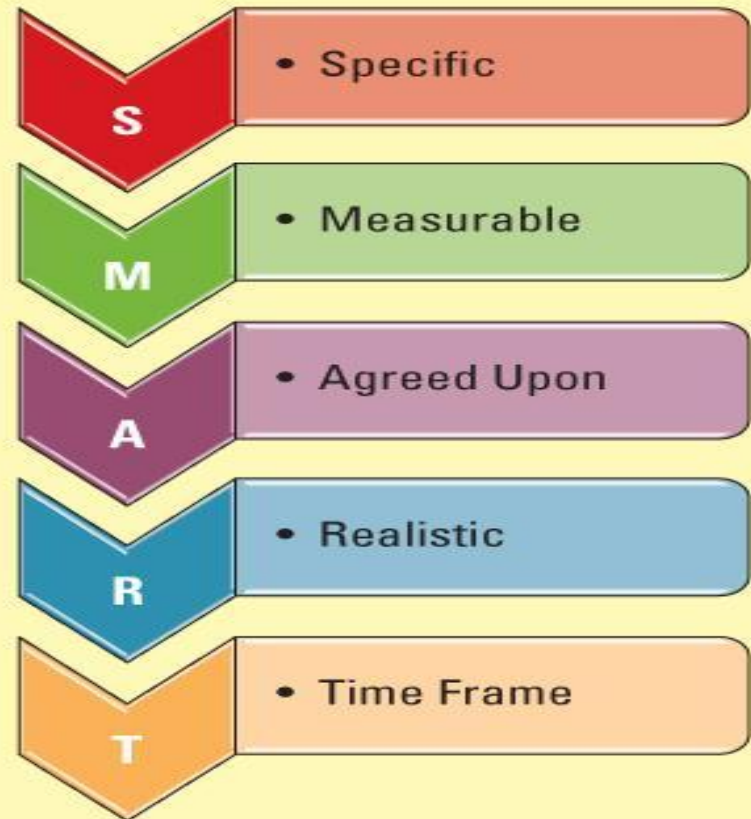 S
• Specific
M
• Measurable
A
• Agreed Upon
R
• Realistic
T
• Time Frame